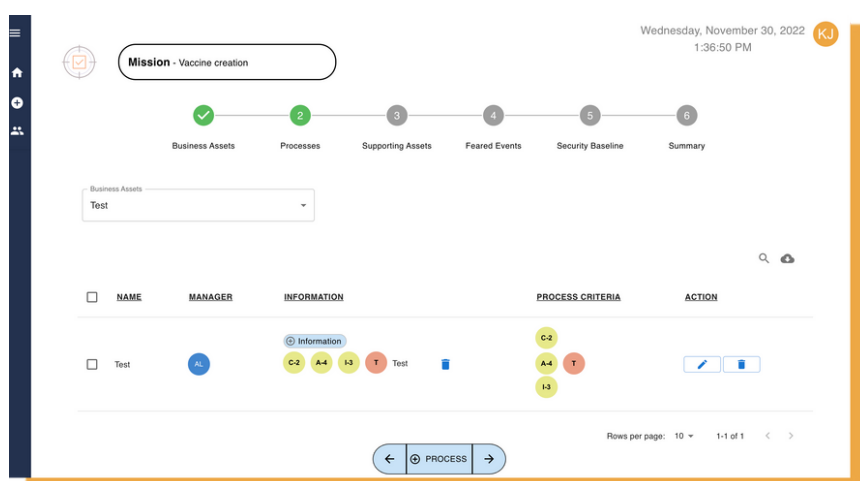 Wednesday, November 30, 2022
KJ
1:36:50 PM
Mission - Vaccine creation
2 3 4 5 6
Business Assets Processes Supporting Assets Feared Events Security Baseline Summary
Business Assets
Test
NAME MANAGER INFORMATION PROCESS CRITERIA ACTION
Information
C-2
Test AL C-2 A-4 I-3 T Test A-4 T
I-3
Rows per page: 10 1-1 of 1
PROCESS